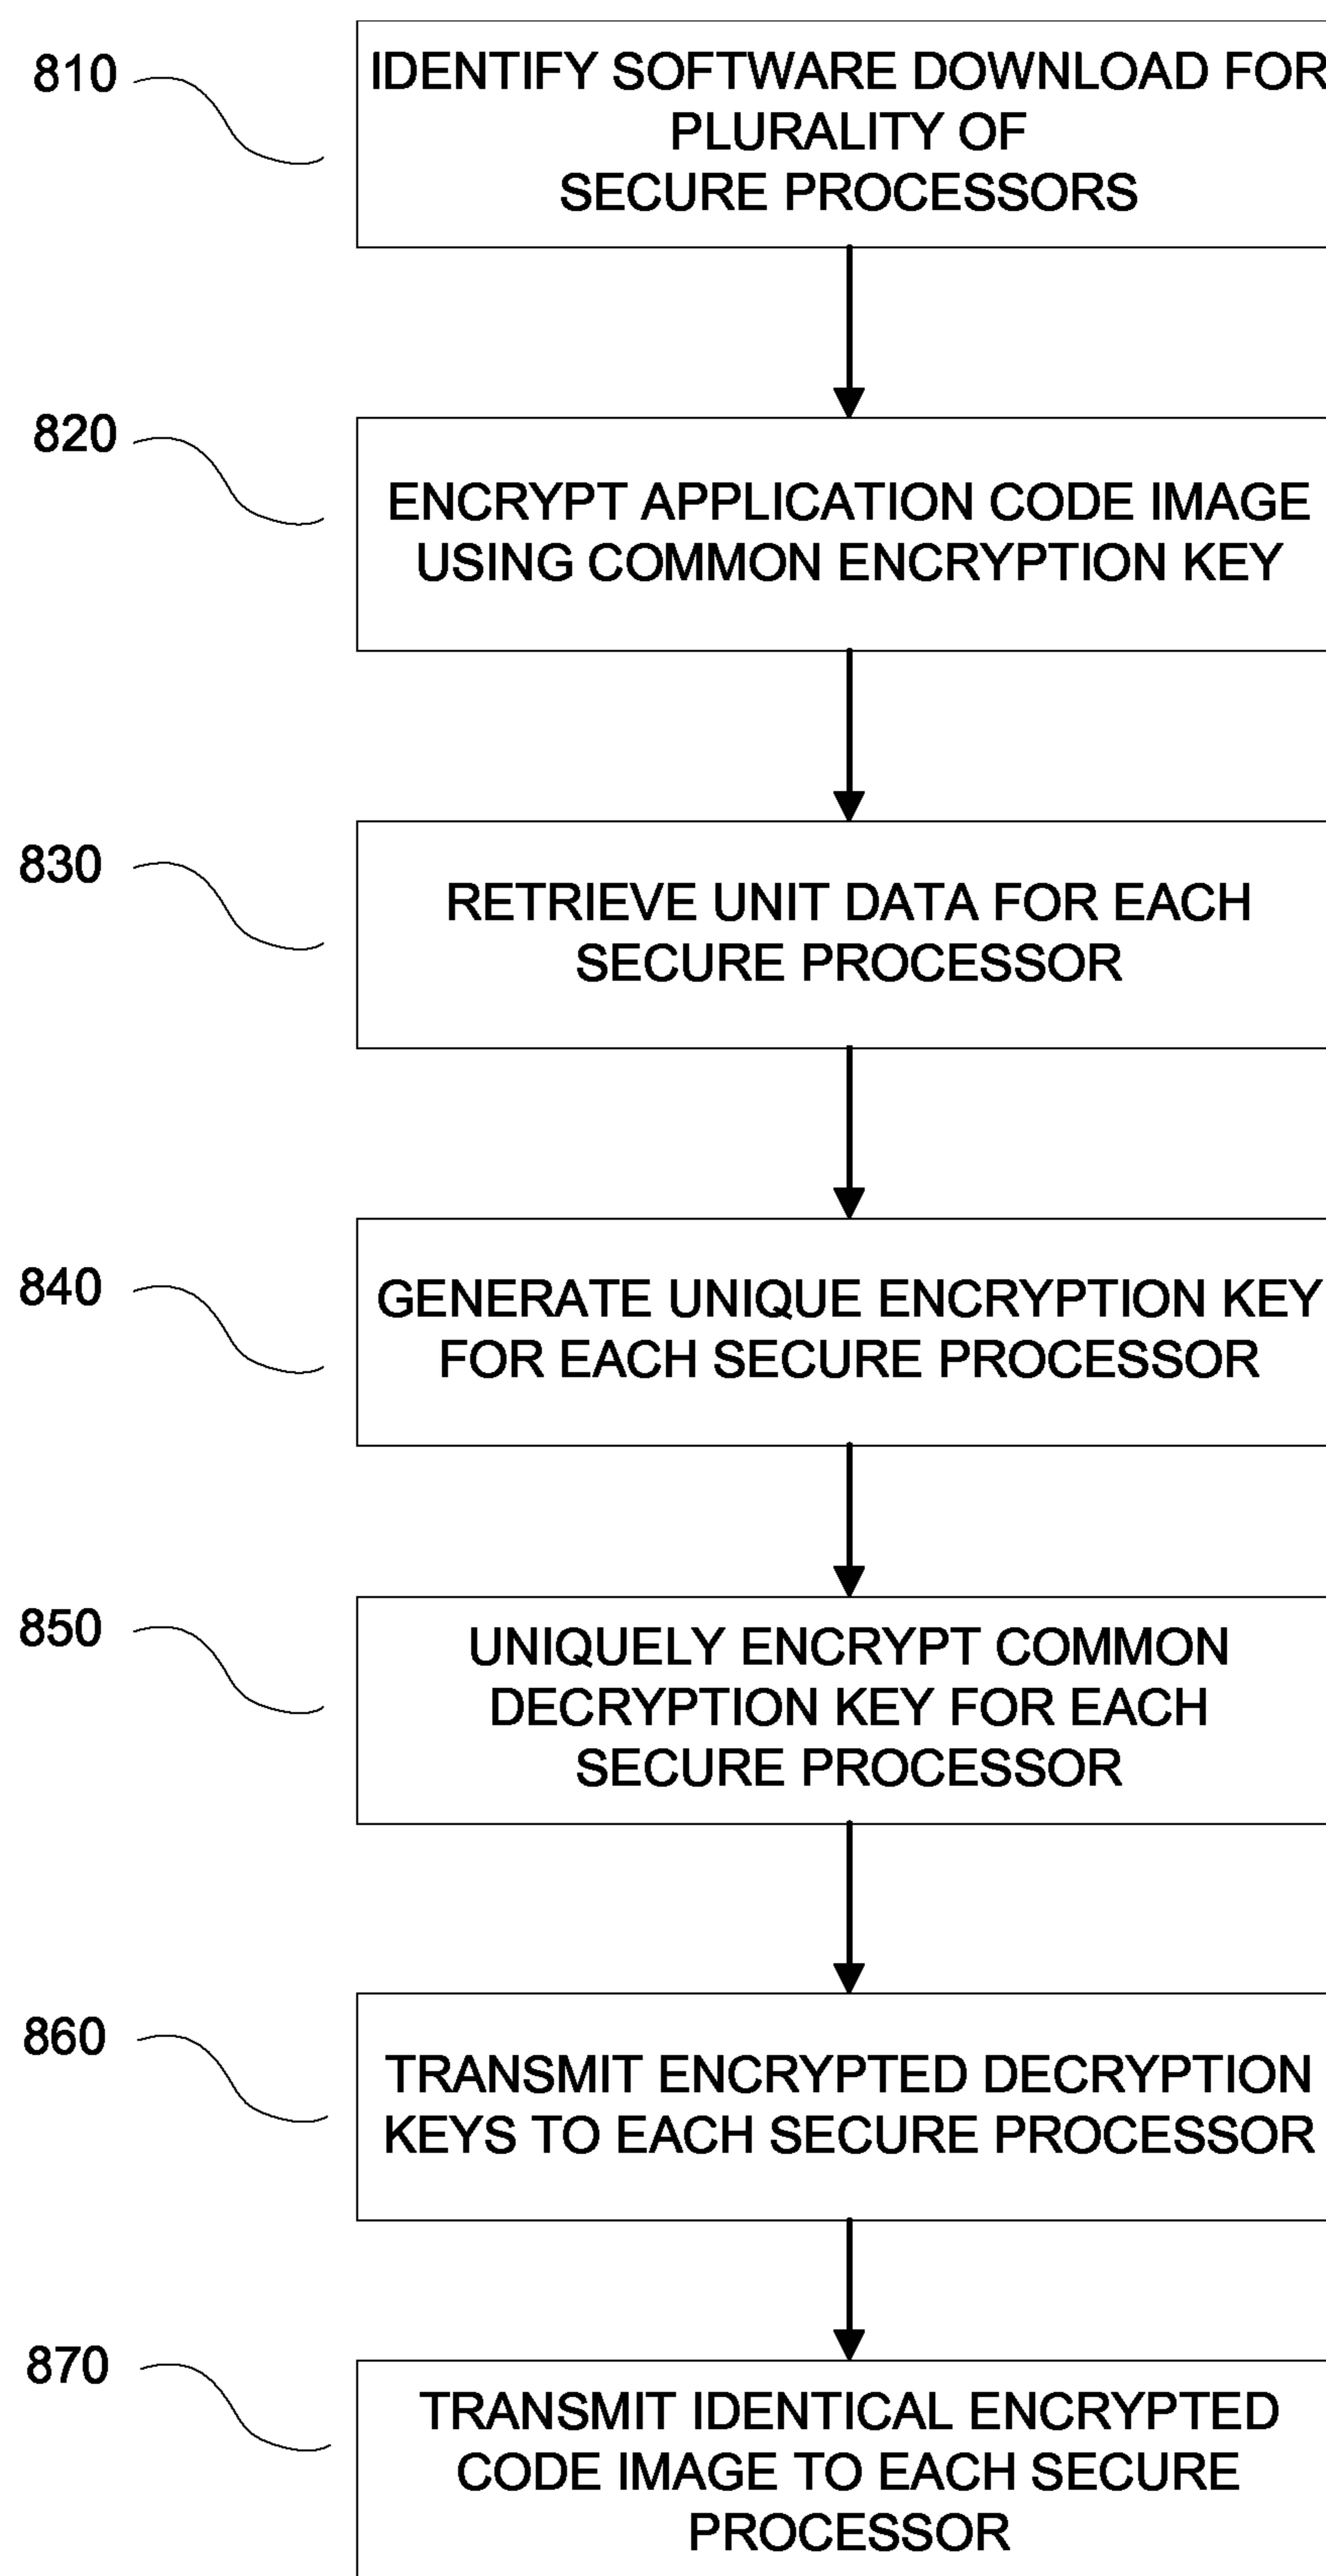 810
IDENTIFY SOFTWARE DOWNLOAD FOR
PLURALITY OF
SECURE PROCESSORS
820
ENCRYPT APPLICATION CODE IMAGE
USING COMMON ENCRYPTION KEY
830
RETRIEVE UNIT DATA FOR EACH
SECURE PROCESSOR
840
GENERATE UNIQUE ENCRYPTION KEY
FOR EACH SECURE PROCESSOR
850
UNIQUELY ENCRYPT COMMON
DECRYPTION KEY FOR EACH
SECURE PROCESSOR
860
TRANSMIT ENCRYPTED DECRYPTION
KEYS TO EACH SECURE PROCESSOR
870
TRANSMIT IDENTICAL ENCRYPTED
CODE IMAGE TO EACH SECURE
PROCESSOR